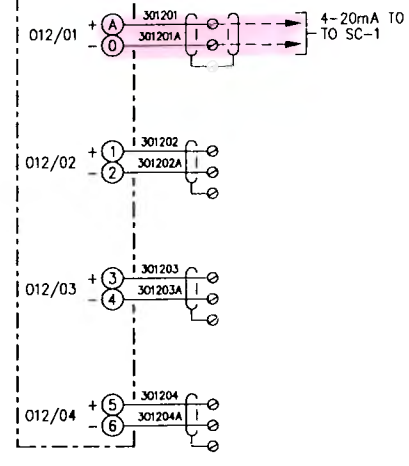 012/01 + A 301201 4-20mA TO
- 0 301201A TO SC-1
012/02 + 1 301202
- 2 301202A
012/03 + 3 301203
- 4 301203A
012/04 + 5 301204
- 6 301204A